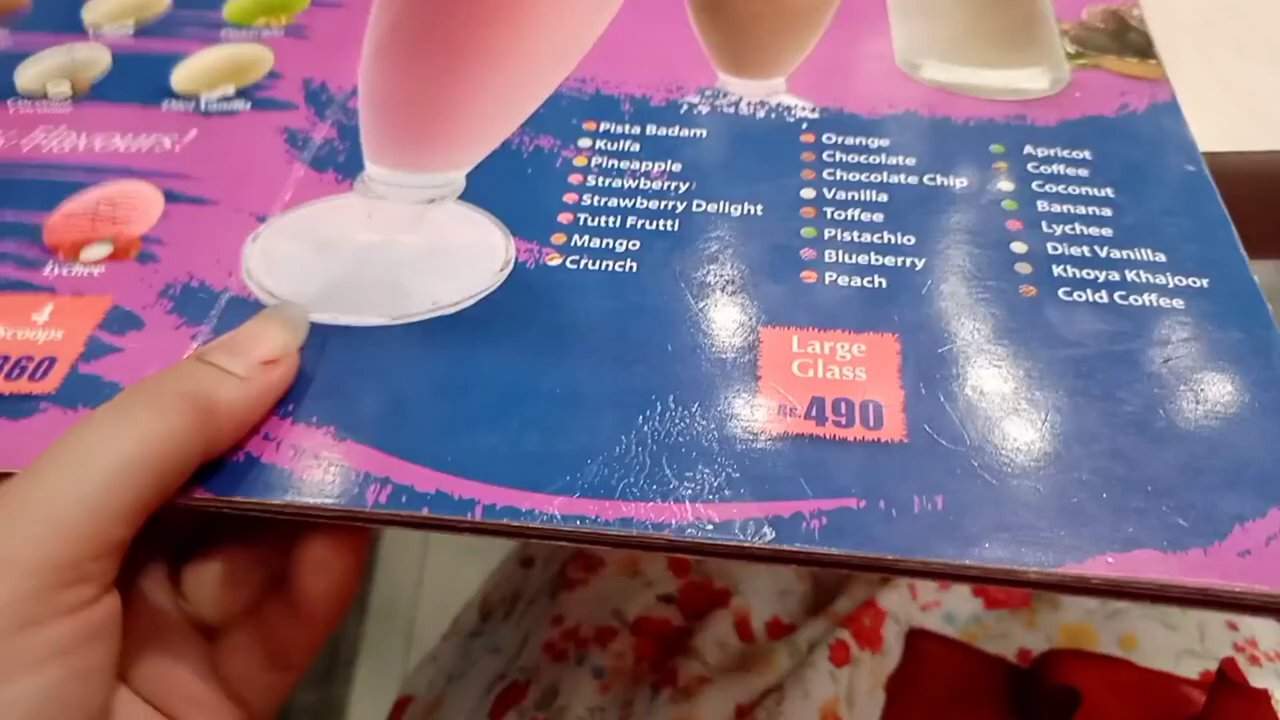 Diet Vanilla
Flavours!
Lychee
4
Scoops
360
Pista Badam
Kulfa
Pineapple
Strawberry
Strawberry Delight
Tutti Frutti
Mango
Crunch
Orange
Chocolate
Chocolate Chip
Vanilla
Toffee
Pistachio
Blueberry
Peach
Apricot
Coffee
Coconut
Banana
Lychee
Diet Vanilla
Khoya Khajoor
Cold Coffee
Large
Glass
Rs.490